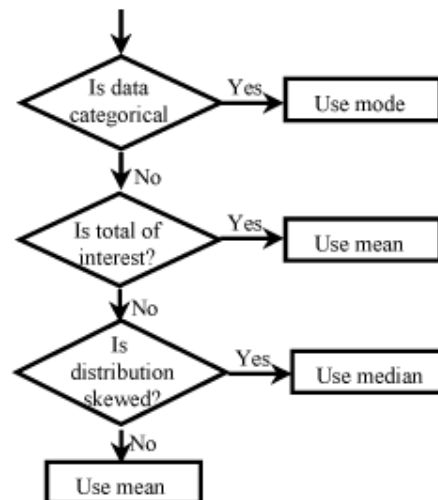 Is data
categorical
Yes
Use mode
No
Is total of
interest?
Yes
Use mean
No
Is
distribution
skewed?
Yes
Use median
No
Use mean